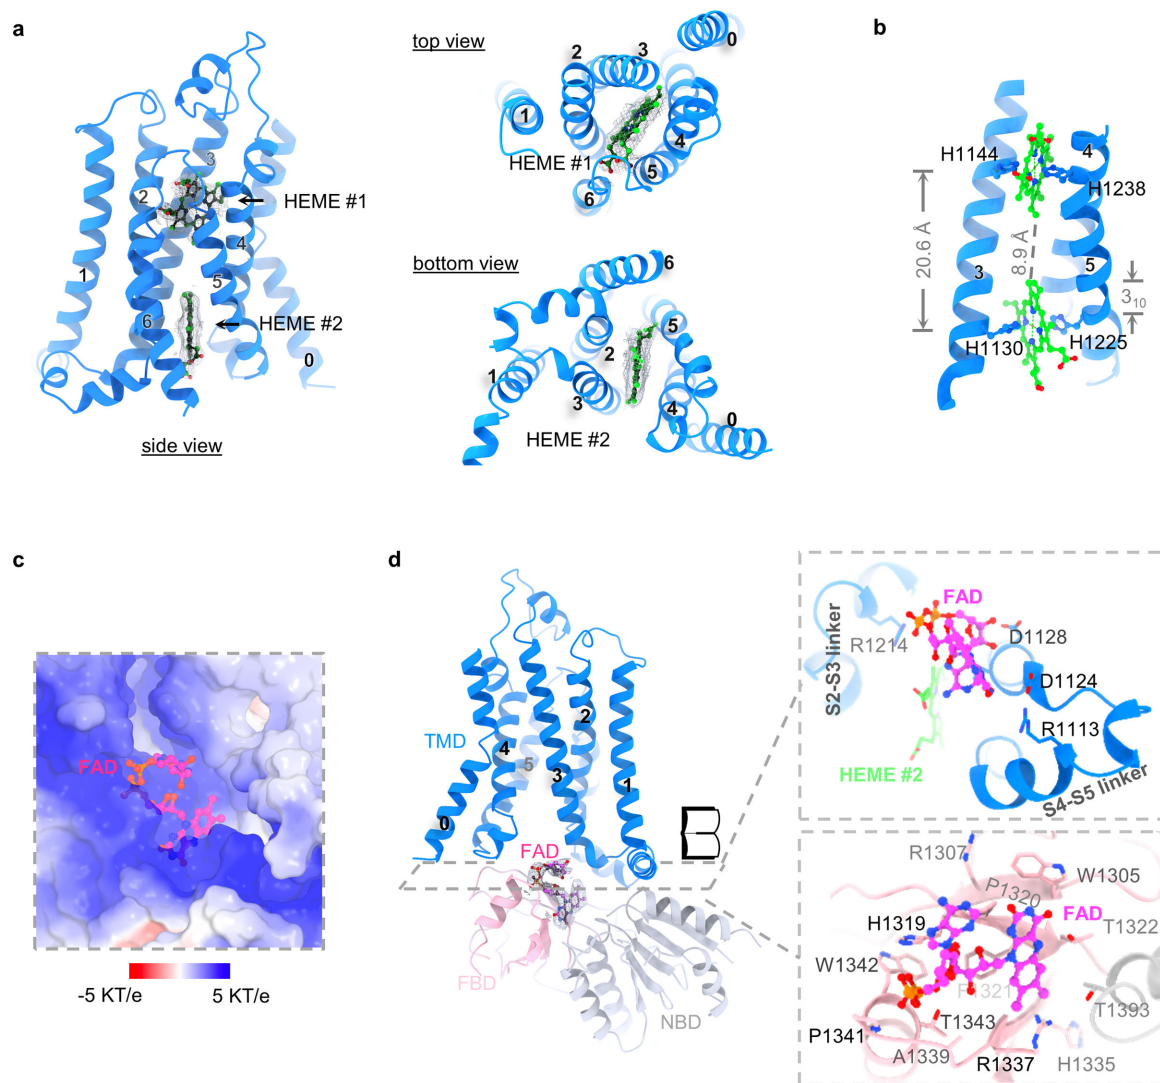 a
3
2
HEME #1
4
1
5
6
HEME #2
0
side view
top view
0
2
3
1
4
HEME #1
5
6
bottom view
6
5
2
1
3
4
0
HEME #2
b
H1144
4
H1238
20.6 Å
8.9 Å
3
5
3₁₀
H1130
H1225
c
FAD
-5 KT/e
5 KT/e
d
TMD
2
4
5
3
1
0
FAD
FBD
NBD
FAD
S2-S3 linker
R1214
D1128
D1124
R1113
HEME #2
S4-S5 linker
R1307
W1305
P1320
FAD
H1319
T1322
W1342
F1321
T1393
T1343
P1341
A1339
R1337
H1335